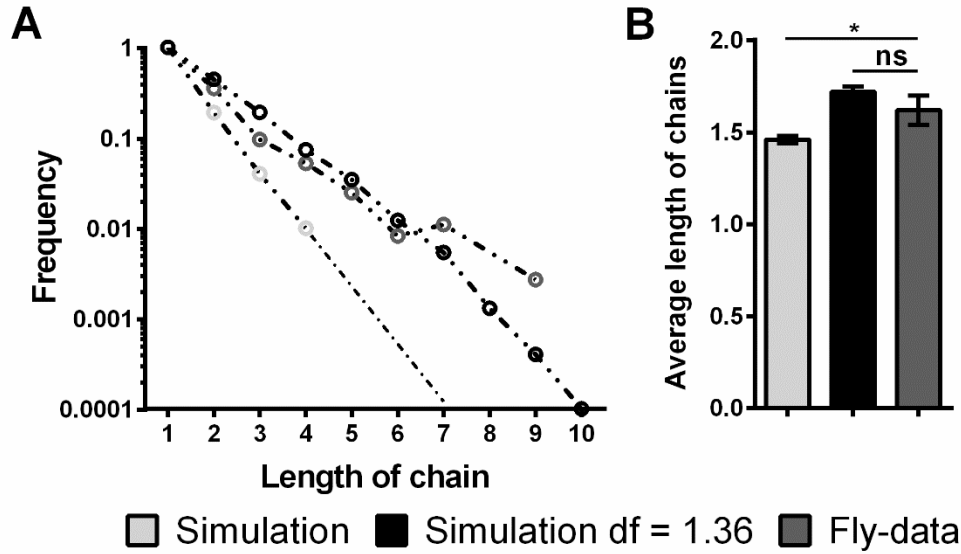 A
B
1
0.1
0.01
0.001
0.0001
Frequency
1 2 3 4 5 6 7 8 9 10
Length of chain
*
ns
2.0
1.5
1.0
0.5
0.0
Average length of chains
Simulation Simulation df = 1.36 Fly-data